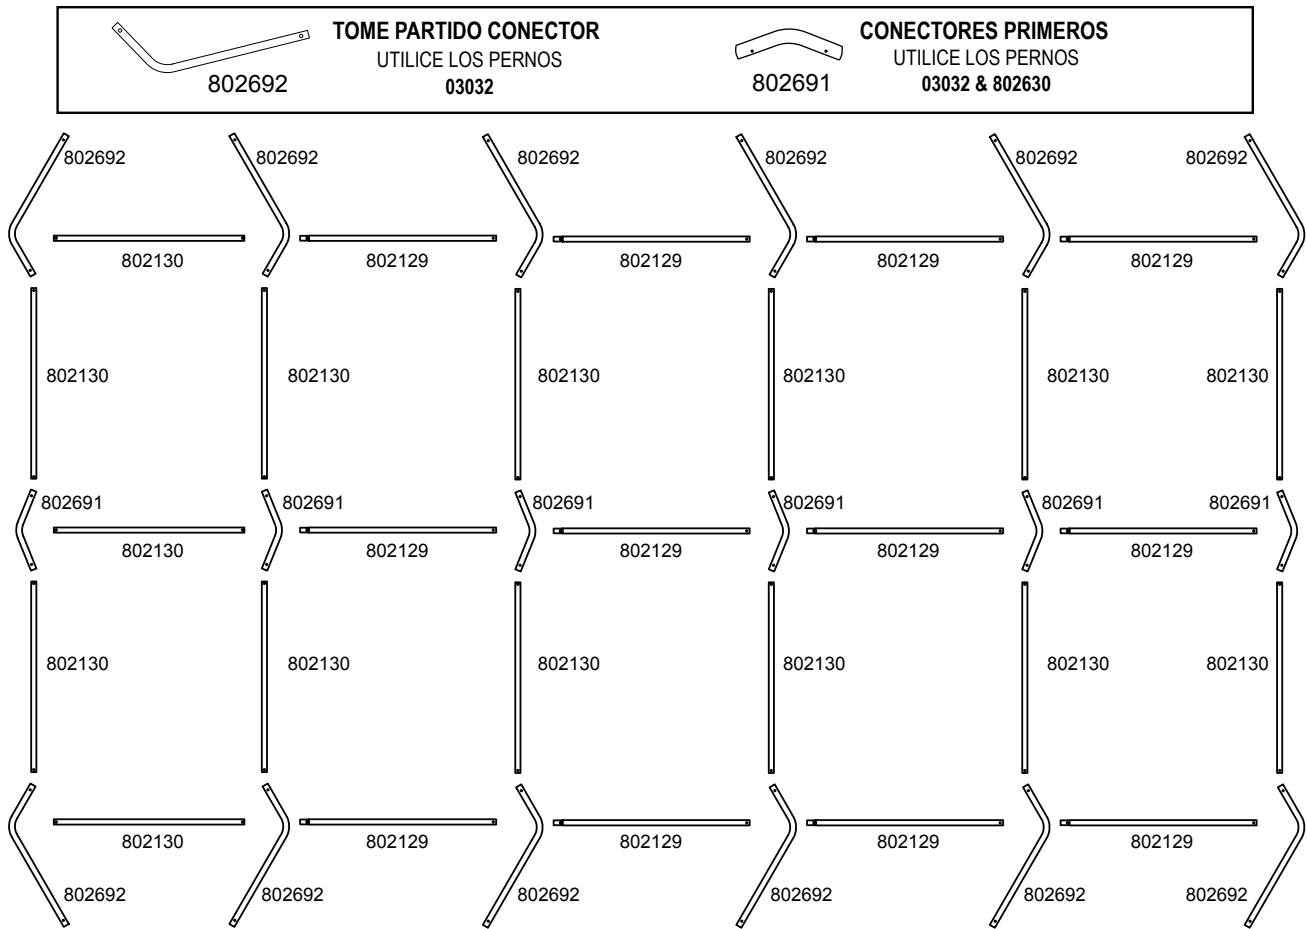 TOME PARTIDO CONECTOR
UTILICE LOS PERNOS
03032
802692
CONECTORES PRIMEROS
UTILICE LOS PERNOS
03032 & 802630
802691
802692 802692 802692 802692 802692 802692
802130 802129 802129 802129 802129
802130 802130 802130 802130 802130 802130
802691 802691 802691 802691 802691 802691
802130 802129 802129 802129 802129
802130 802130 802130 802130 802130 802130
802130 802129 802129 802129 802129
802692 802692 802692 802692 802692 802692